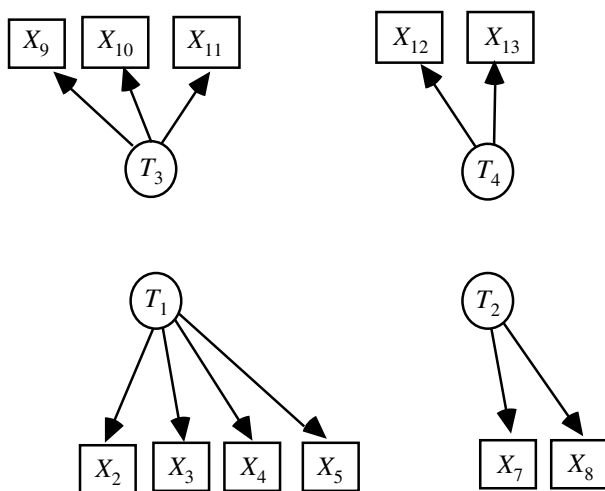 X₉ X₁₀ X₁₁ X₁₂ X₁₃
T₃ T₄
T₁ T₂
X₂ X₃ X₄ X₅ X₇ X₈